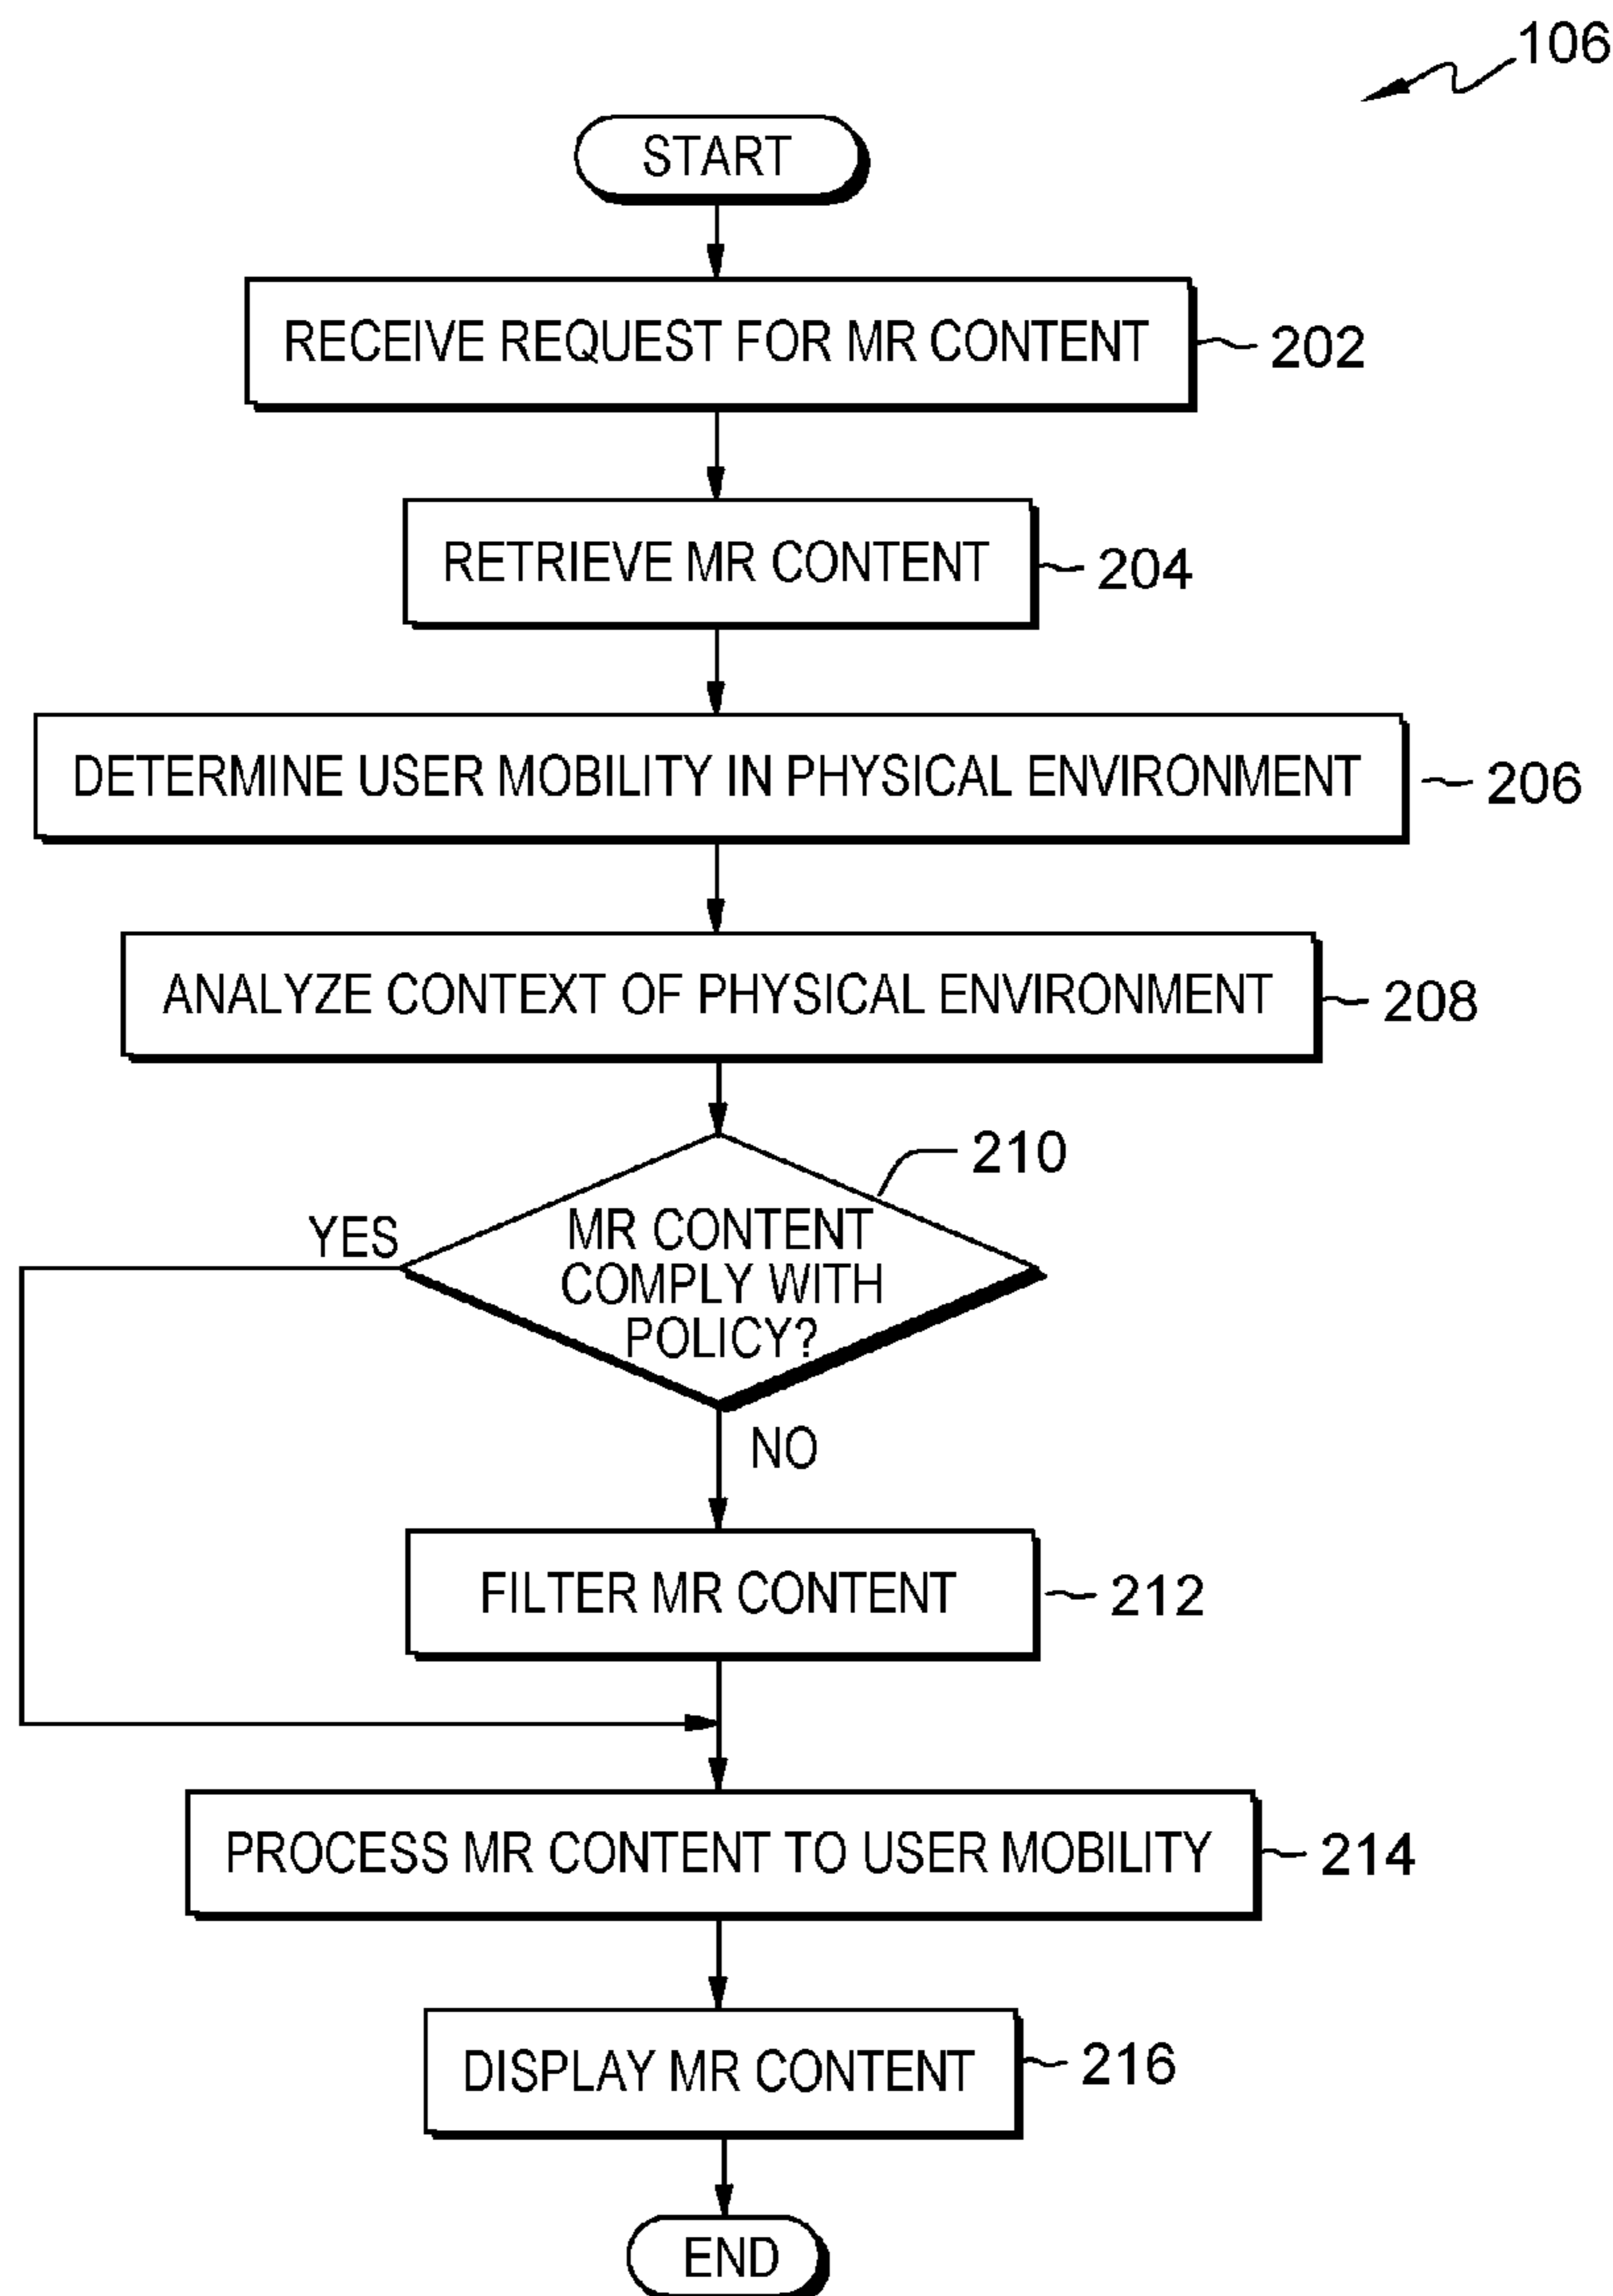 106
START
RECEIVE REQUEST FOR MR CONTENT
202
RETRIEVE MR CONTENT
204
DETERMINE USER MOBILITY IN PHYSICAL ENVIRONMENT
206
ANALYZE CONTEXT OF PHYSICAL ENVIRONMENT
208
210
YES
MR CONTENT
COMPLY WITH
POLICY?
NO
FILTER MR CONTENT
212
PROCESS MR CONTENT TO USER MOBILITY
214
DISPLAY MR CONTENT
216
END